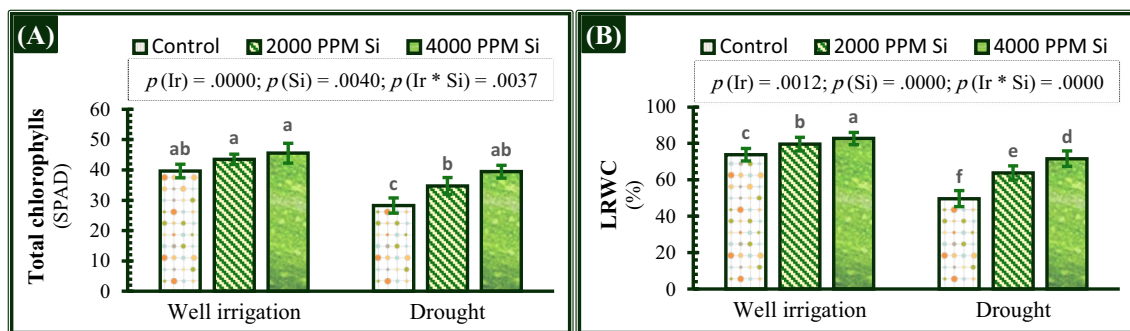 (A)
Control 2000 PPM Si 4000 PPM Si
p (Ir) = .0000; p (Si) = .0040; p (Ir * Si) = .0037
Total chlorophylls
(SPAD)
60
50
40
30
20
10
0
ab a a c b ab
Well irrigation Drought
(B)
Control 2000 PPM Si 4000 PPM Si
p (Ir) = .0012; p (Si) = .0000; p (Ir * Si) = .0000
LRWC
(%)
100
80
60
40
20
0
c b a f e d
Well irrigation Drought